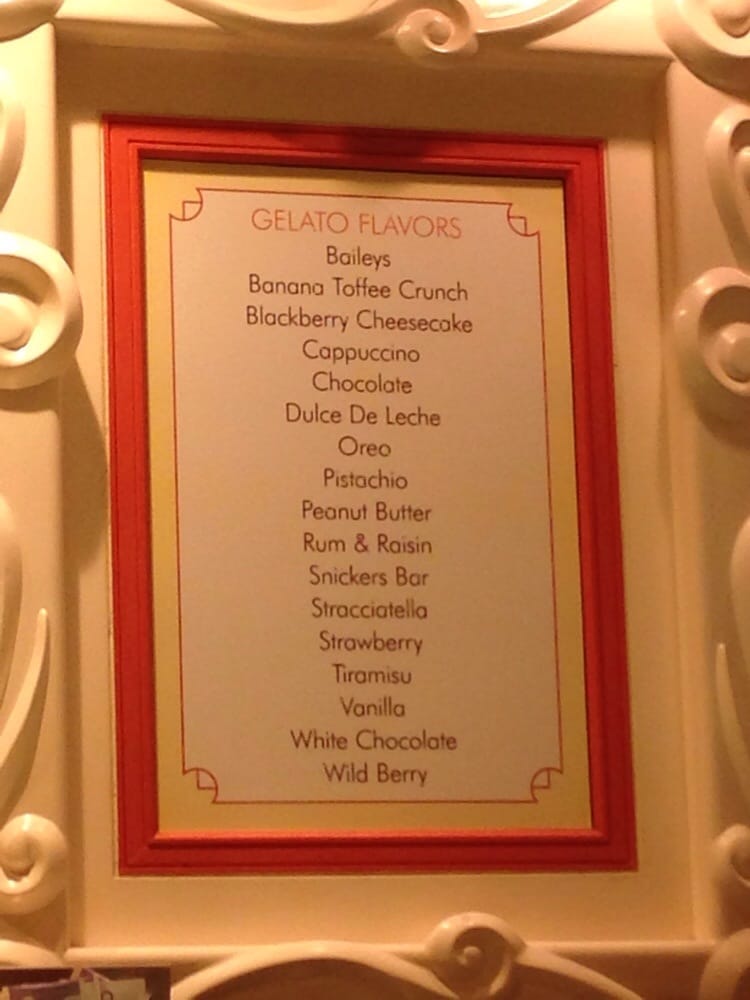 GELATO FLAVORS
Baileys
Banana Toffee Crunch
Blackberry Cheesecake
Cappuccino
Chocolate
Dulce De Leche
Oreo
Pistachio
Peanut Butter
Rum & Raisin
Snickers Bar
Stracciatella
Strawberry
Tiramisu
Vanilla
White Chocolate
Wild Berry